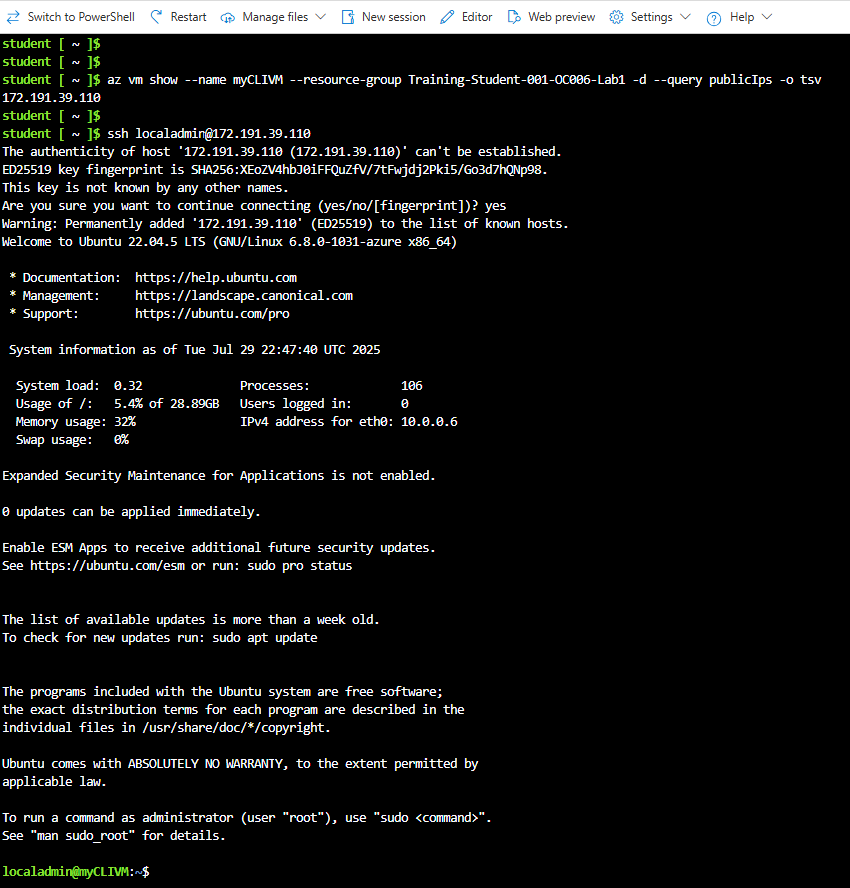 Switch to PowerShell Restart Manage files New session Editor Web preview Settings Help
student [ ~ ]$
student [ ~ ]$
student [ ~ ]$ az vm show --name myCLIVM --resource-group Training-Student-001-OC006-Lab1 -d --query publicIps -o tsv
172.191.39.110
student [ ~ ]$
student [ ~ ]$ ssh localadmin@172.191.39.110
The authenticity of host '172.191.39.110 (172.191.39.110)' can't be established.
ED25519 key fingerprint is SHA256:XEoZV4hbJ0iFFQuZfV/7tFwjdj2Pki5/Go3d7hQNp98.
This key is not known by any other names.
Are you sure you want to continue connecting (yes/no/[fingerprint])? yes
Warning: Permanently added '172.191.39.110' (ED25519) to the list of known hosts.
Welcome to Ubuntu 22.04.5 LTS (GNU/Linux 6.8.0-1031-azure x86_64)
* Documentation:  https://help.ubuntu.com
* Management:     https://landscape.canonical.com
* Support:        https://ubuntu.com/pro
System information as of Tue Jul 29 22:47:40 UTC 2025
System load:  0.32               Processes:             106
Usage of /:   5.4% of 28.89GB   Users logged in:       0
Memory usage: 32%               IPv4 address for eth0: 10.0.0.6
Swap usage:   0%
Expanded Security Maintenance for Applications is not enabled.
0 updates can be applied immediately.
Enable ESM Apps to receive additional future security updates.
See https://ubuntu.com/esm or run: sudo pro status
The list of available updates is more than a week old.
To check for new updates run: sudo apt update
The programs included with the Ubuntu system are free software;
the exact distribution terms for each program are described in the
individual files in /usr/share/doc/*/copyright.
Ubuntu comes with ABSOLUTELY NO WARRANTY, to the extent permitted by
applicable law.
To run a command as administrator (user "root"), use "sudo <command>".
See "man sudo_root" for details.
localadmin@myCLIVM:~$